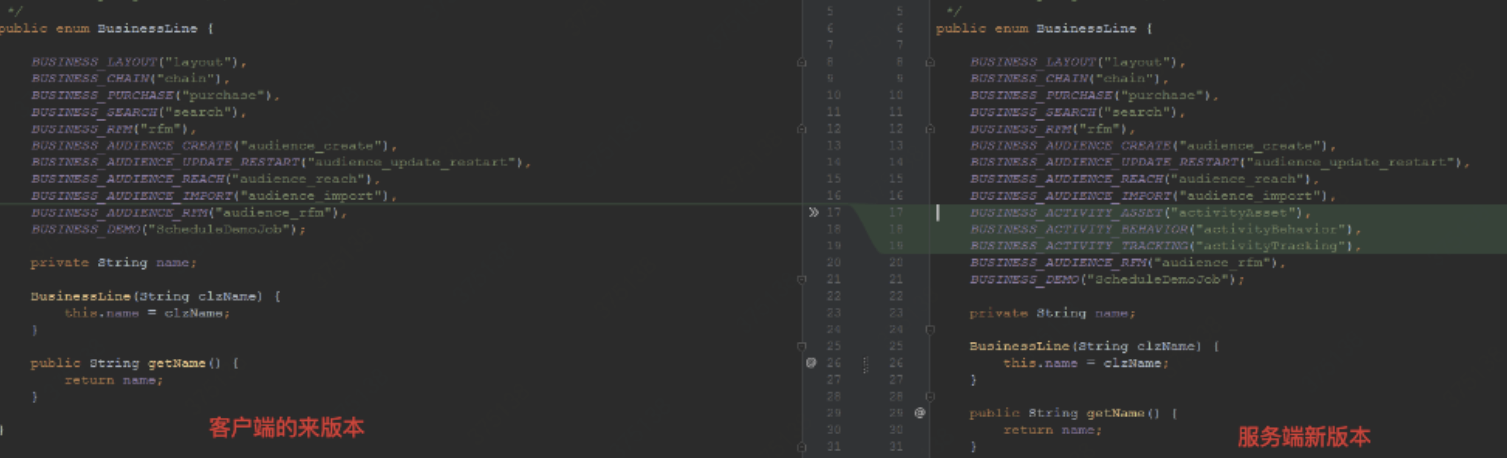 */
public enum BusinessLine {
BUSINESS_LAYOUT("layout"),
BUSINESS_CHAIN("chain"),
BUSINESS_PURCHASE("purchase"),
BUSINESS_SEARCH("search"),
BUSINESS_RFM("rfm"),
BUSINESS_AUDIENCE_CREATE("audience_create"),
BUSINESS_AUDIENCE_UPDATE_RESTART("audience_update_restart"),
BUSINESS_AUDIENCE_REACH("audience_reach"),
BUSINESS_AUDIENCE_IMPORT("audience_import"),
BUSINESS_AUDIENCE_RFM("audience_rfm"),
BUSINESS_DEMO("ScheduleDemoJob");
private String name;
BusinessLine(String clzName) {
this.name = clzName;
}
public String getName() {
return name;
}
}
客户端的来版本
5 5
6 6
7 7
8 8
9 9
10 10
11 11
12 12
13 13
14 14
15 15
16 16
» 17 17
18 18
19 19
20 20
21 21
22 22
23 23
24 24
25 25
26 26
27 27
28 28
29 29 @
30 30
31 31
*/
public enum BusinessLine {
BUSINESS_LAYOUT("layout"),
BUSINESS_CHAIN("chain"),
BUSINESS_PURCHASE("purchase"),
BUSINESS_SEARCH("search"),
BUSINESS_RFM("rfm"),
BUSINESS_AUDIENCE_CREATE("audience_create"),
BUSINESS_AUDIENCE_UPDATE_RESTART("audience_update_restart"),
BUSINESS_AUDIENCE_REACH("audience_reach"),
BUSINESS_AUDIENCE_IMPORT("audience_import"),
BUSINESS_ACTIVITY_ASSET("activityAsset"),
BUSINESS_ACTIVITY_BEHAVIOR("activityBehavior"),
BUSINESS_ACTIVITY_TRACKING("activityTracking"),
BUSINESS_AUDIENCE_RFM("audience_rfm"),
BUSINESS_DEMO("ScheduleDemoJob");
private String name;
BusinessLine(String clzName) {
this.name = clzName;
}
public String getName() {
return name;
}
服务端新版本